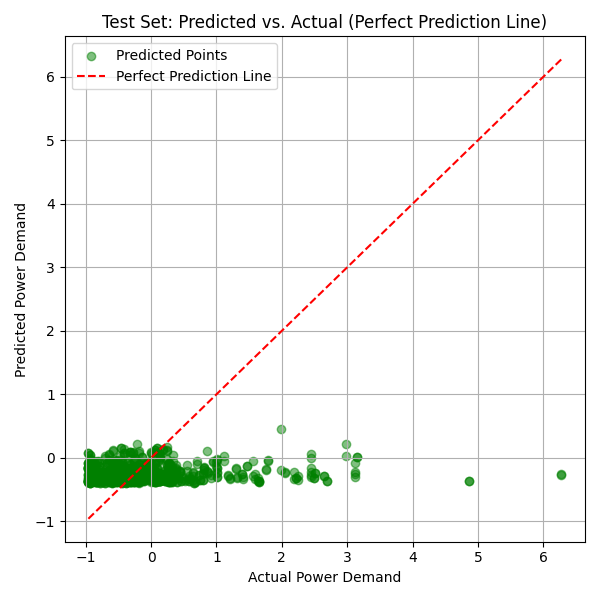 Test Set: Predicted vs. Actual (Perfect Prediction Line)
Predicted Points
Perfect Prediction Line
6
5
4
3
2
1
0
−1
Predicted Power Demand
−1 0 1 2 3 4 5 6
Actual Power Demand